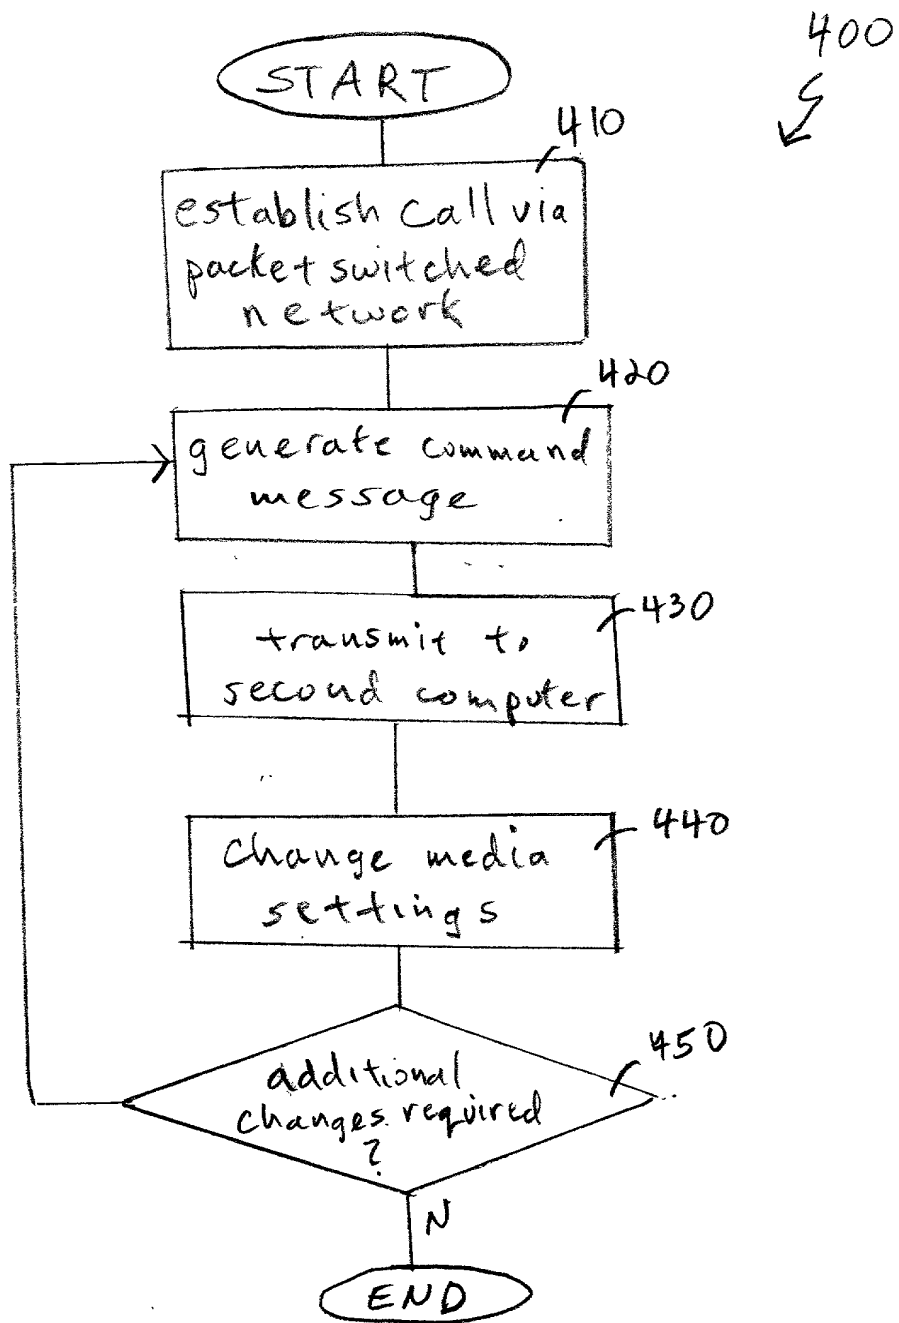 400
START
410
establish call via
packet switched
network
420
generate command
message
430
transmit to
second computer
440
change media
settings
450
additional
changes required
?
N
END